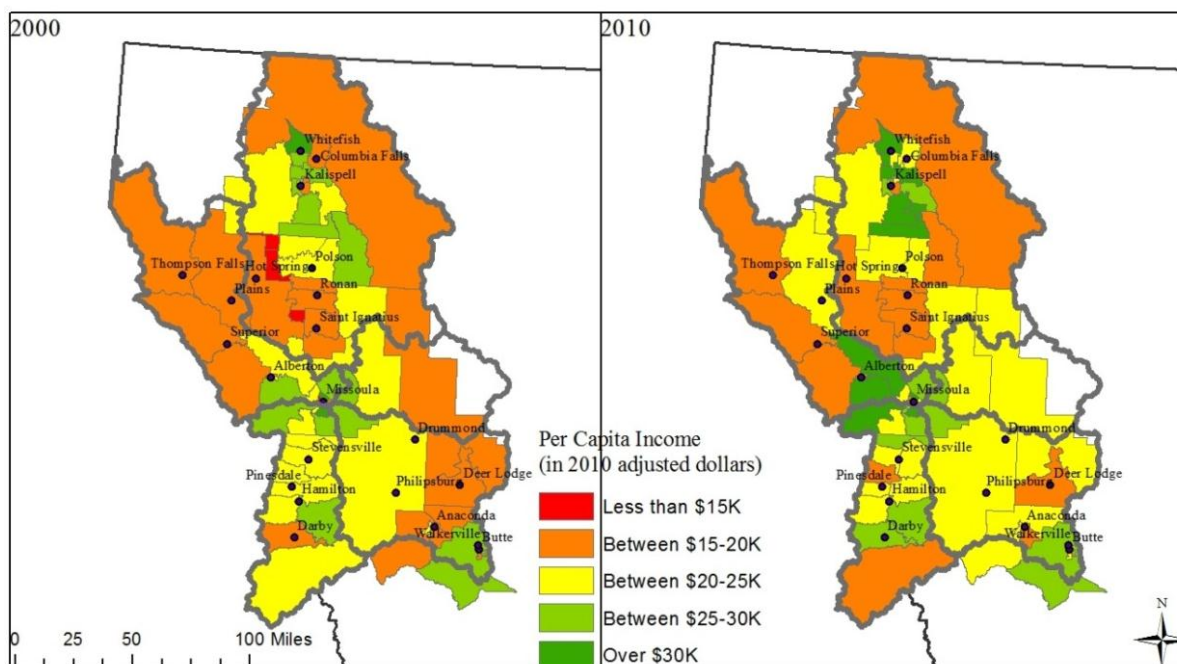 2000
Whitefish
Columbia Falls
Kalispell
Polson
Thompson Falls
Hot Spring
Ronan
Plains
Saint Ignatius
Superior
Alberton
Missoula
Drummond
Stevensville
Pinesdale
Hamilton
Philipsburg
Deer Lodge
Darby
Anaconda
Walkerville
Butte
0 25 50 100 Miles
Per Capita Income
(in 2010 adjusted dollars)
Less than $15K
Between $15-20K
Between $20-25K
Between $25-30K
Over $30K
2010
Whitefish
Columbia Falls
Kalispell
Polson
Thompson Falls
Hot Spring
Ronan
Plains
Saint Ignatius
Superior
Alberton
Missoula
Drummond
Stevensville
Pinesdale
Hamilton
Philipsburg
Deer Lodge
Darby
Anaconda
Walkerville
Butte
N